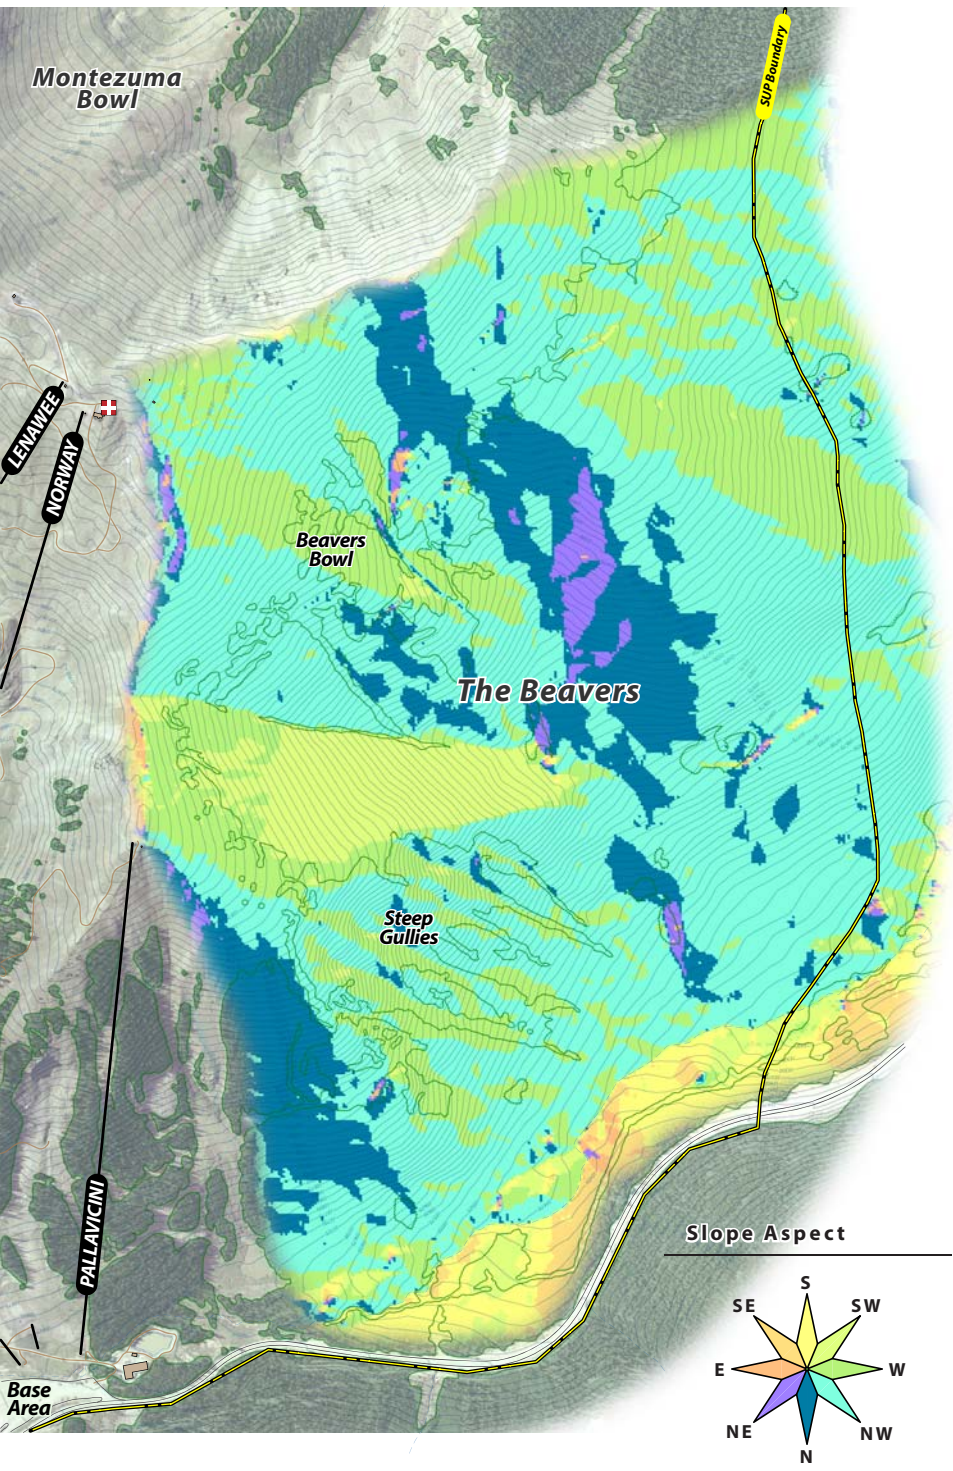 Montezuma
Bowl
SUP Boundary
LENAWEE
NORWAY
Beavers
Bowl
The Beavers
Steep
Gullies
PALLAVICINI
Base
Area
Slope Aspect
S
SE
SW
E
W
NE
NW
N